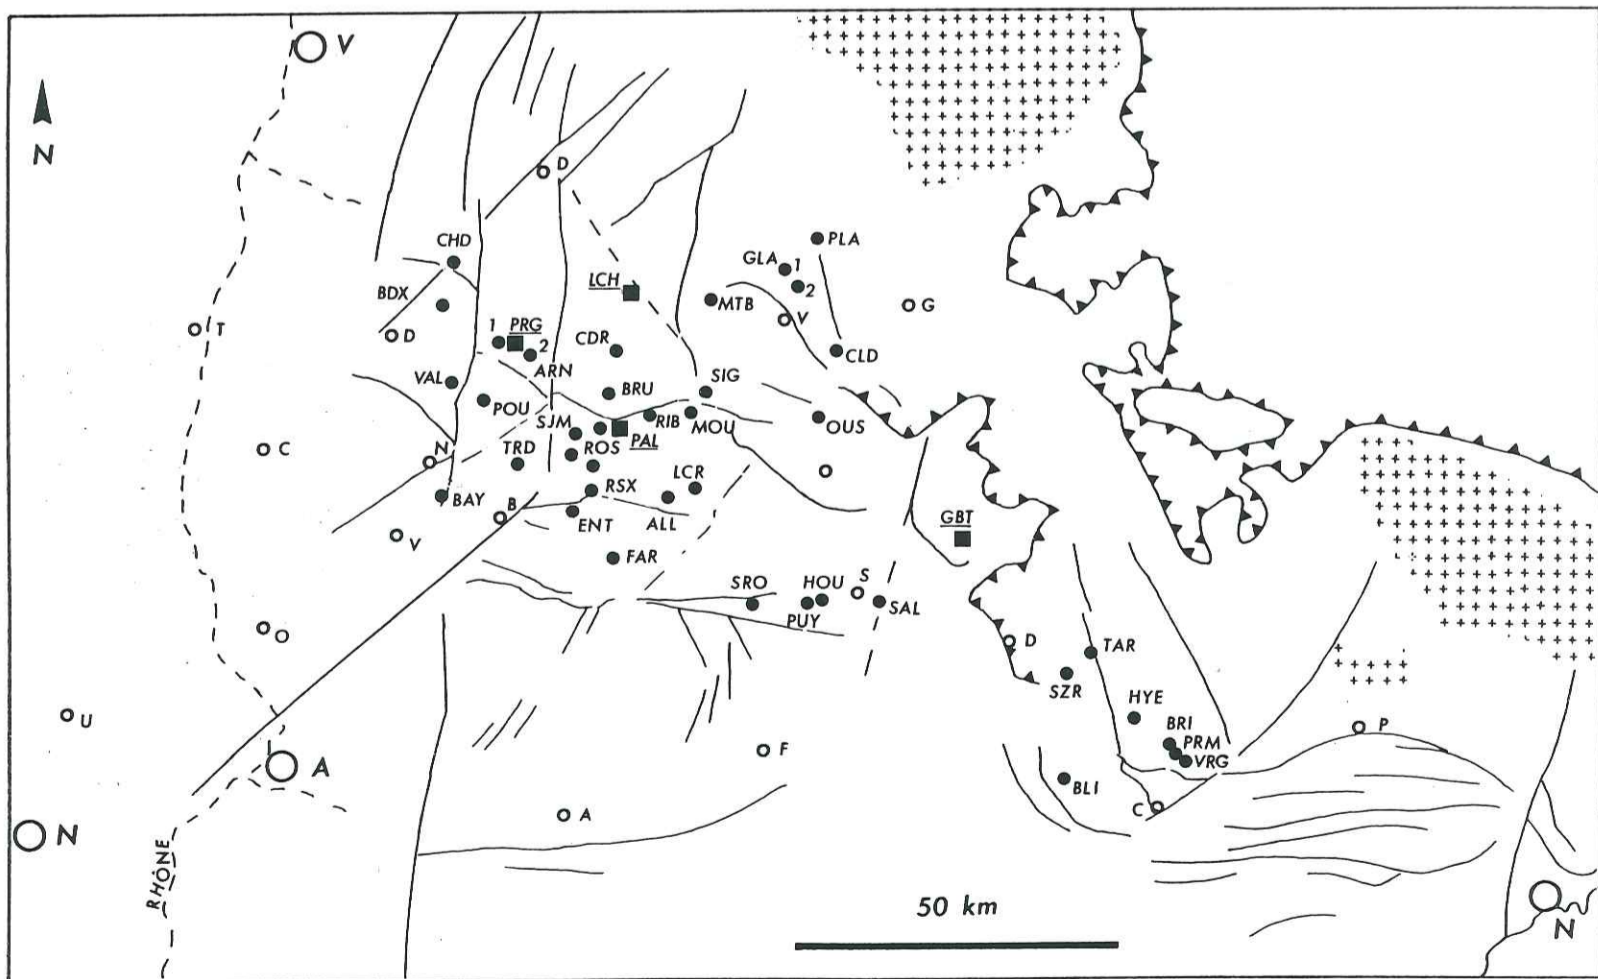 V
N
D
CHD
PLA
GLA
1
2
LCH
BDX
MTB
V
G
T
D
1
PRG
2
CDR
CLD
ARN
VAL
BRU
SIG
POU
SJM
RIB
MOU
OUS
ROS
PAL
C
N
TRD
LCR
BAY
RSX
B
ENT
ALL
GBT
V
FAR
SRO
HOU
S
SAL
PUY
O
D
TAR
SZR
HYE
U
BRI
P
PRM
F
VRG
A
BLI
C
A
N
RHÔNE
50 km
N